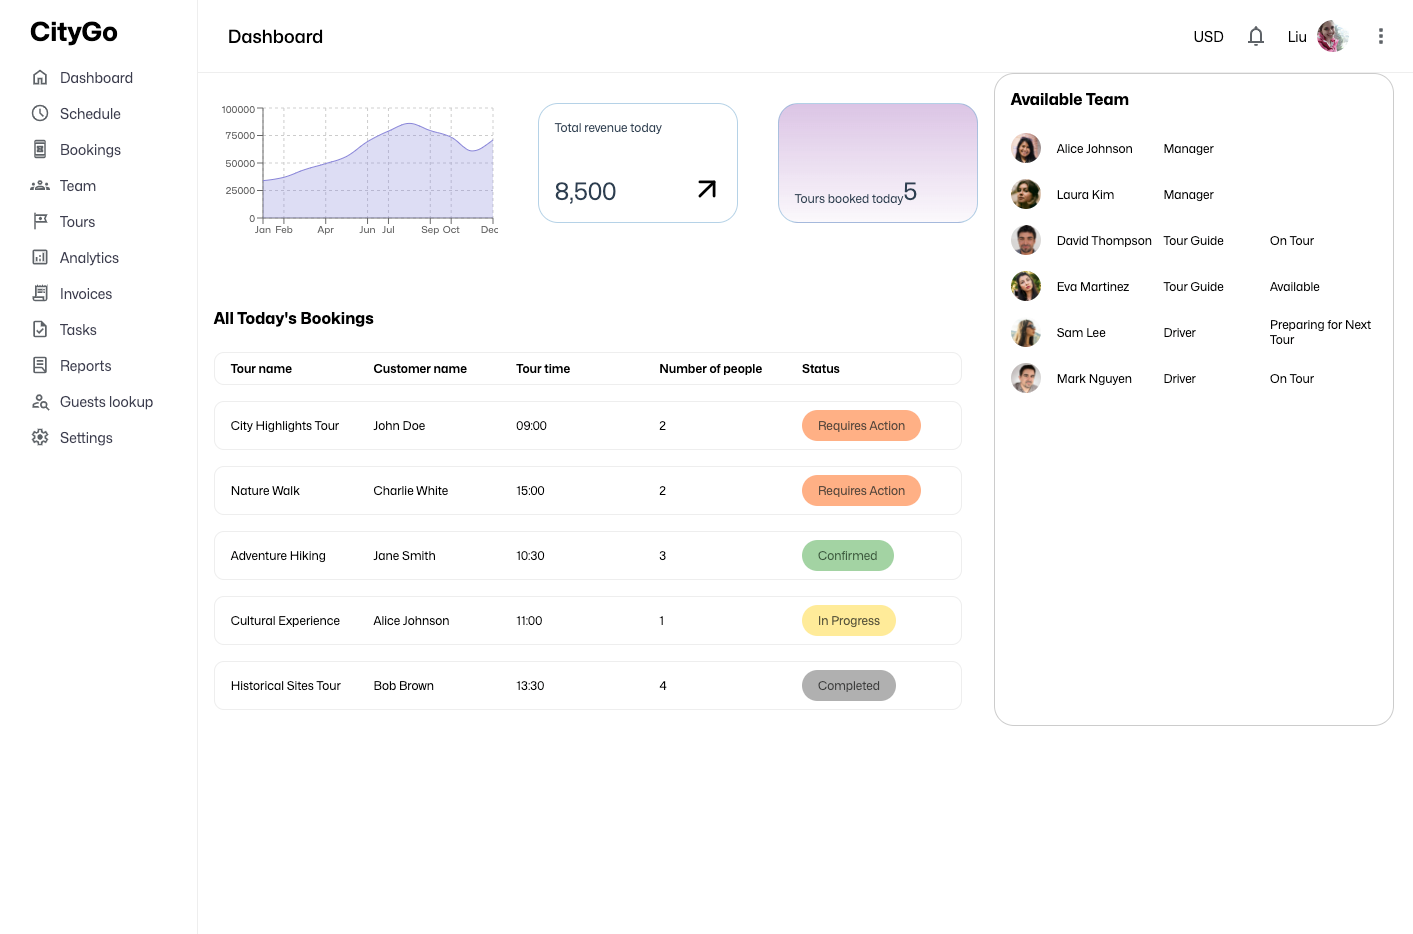 CityGo
Dashboard
Schedule
Bookings
Team
Tours
Analytics
Invoices
Tasks
Reports
Guests lookup
Settings
Dashboard
USD
Liu
100000
75000
50000
25000
0
Jan Feb Apr Jun Jul Sep Oct Dec
Total revenue today
8,500
Tours booked today5
All Today's Bookings
Tour name Customer name Tour time Number of people Status
City Highlights Tour John Doe 09:00 2 Requires Action
Nature Walk Charlie White 15:00 2 Requires Action
Adventure Hiking Jane Smith 10:30 3 Confirmed
Cultural Experience Alice Johnson 11:00 1 In Progress
Historical Sites Tour Bob Brown 13:30 4 Completed
Available Team
Alice Johnson Manager
Laura Kim Manager
David Thompson Tour Guide On Tour
Eva Martinez Tour Guide Available
Sam Lee Driver Preparing for Next
Tour
Mark Nguyen Driver On Tour